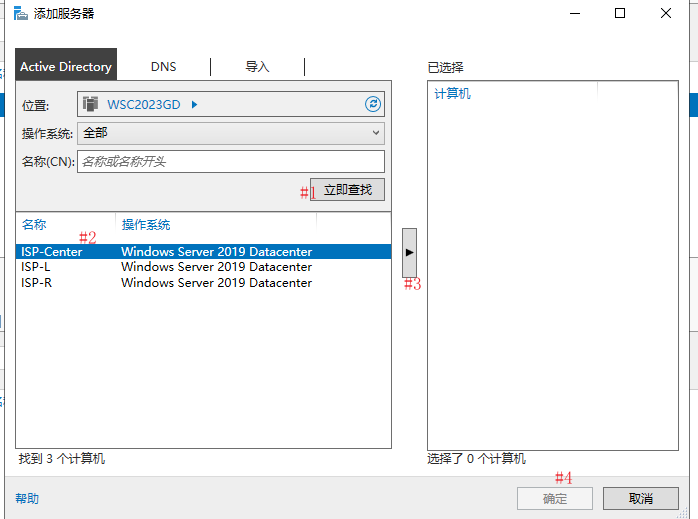 添加服务器
Active Directory DNS 导入
已选择
位置: WSC2023GD
计算机
操作系统: 全部
名称(CN): 名称或名称开头
#1 立即查找
名称 操作系统
#2
ISP-Center Windows Server 2019 Datacenter
ISP-L Windows Server 2019 Datacenter
ISP-R Windows Server 2019 Datacenter
#3
找到 3 个计算机
选择了 0 个计算机
#4
帮助 确定 取消